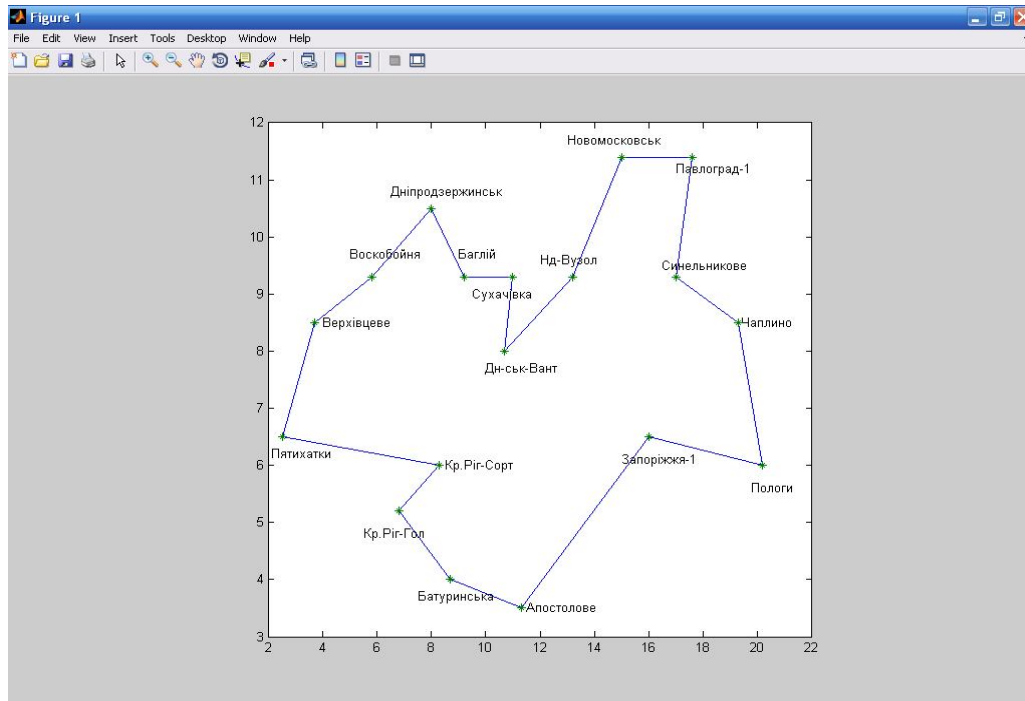 Figure 1
File Edit View Insert Tools Desktop Window Help
12
11
10
9
8
7
6
5
4
3
2 4 6 8 10 12 14 16 18 20 22
Новомосковськ
Павлоград-1
Дніпродзержинськ
Воскобойня
Баглій
Нд-Вузол
Синельникове
Сухачівка
Верхівцеве
Чаплино
Дн-ськ-Вант
Пятихатки
Кр.Ріг-Сорт
Запоріжжя-1
Пологи
Кр.Ріг-Гол
Батуринська
Апостолове